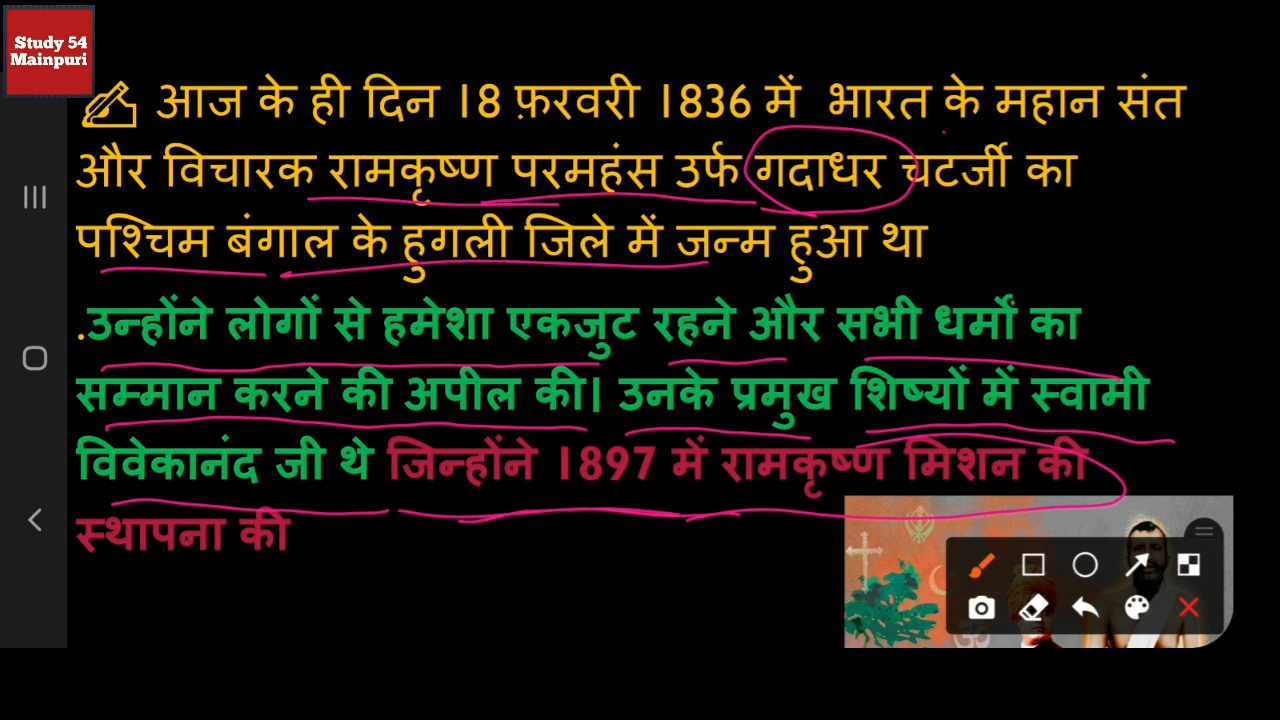 Study 54
Mainpuri
आज के ही दिन 18 फ़रवरी 1836 में भारत के महान संत
और विचारक रामकृष्ण परमहंस उर्फ गदाधर चटर्जी का
पश्चिम बंगाल के हुगली जिले में जन्म हुआ था
.उन्होंने लोगों से हमेशा एकजुट रहने और सभी धर्मों का
सम्मान करने की अपील की| उनके प्रमुख शिष्यों में स्वामी
विवेकानंद जी थे जिन्होंने 1897 में रामकृष्ण मिशन की
स्थापना की